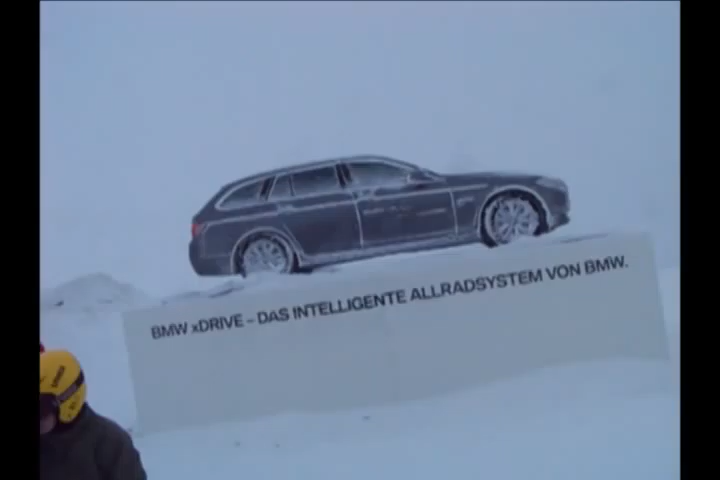 BMW xDRIVE – DAS INTELLIGENTE ALLRADSYSTEM VON BMW.